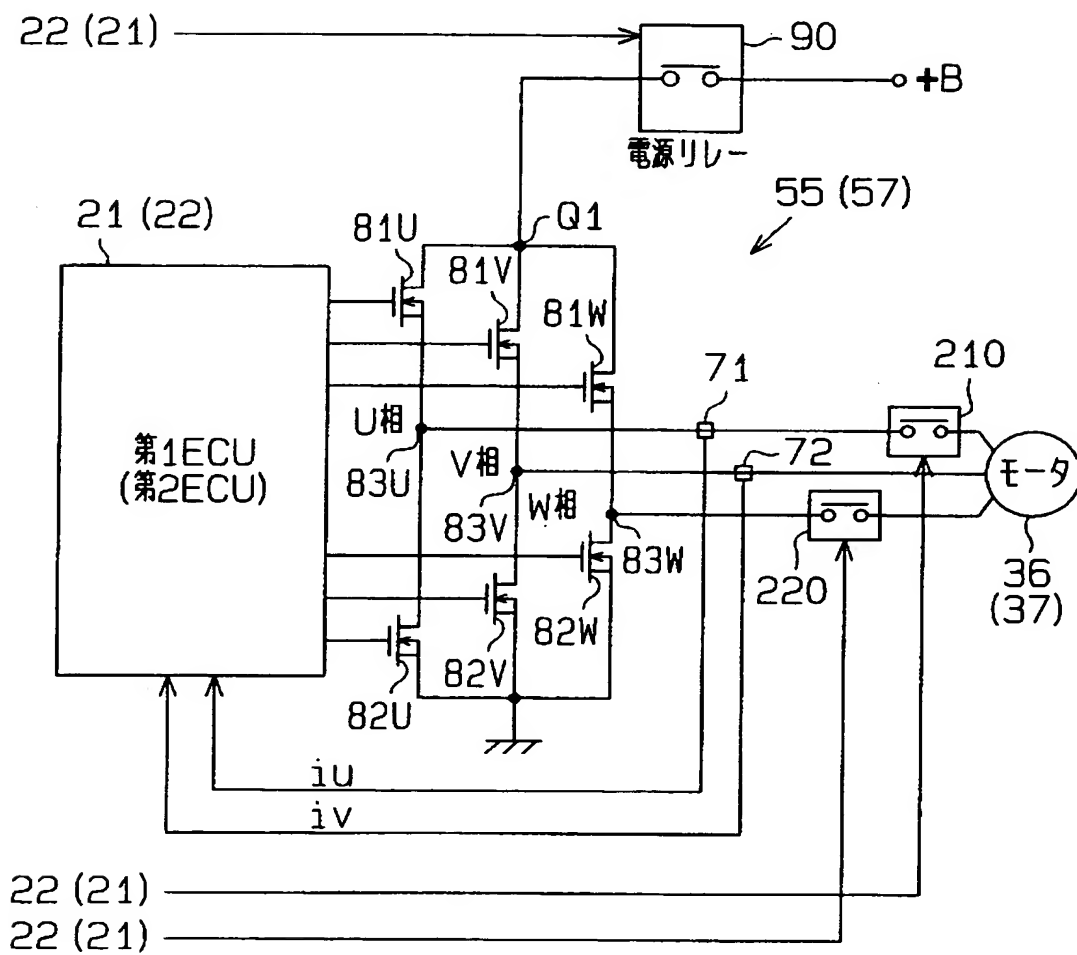 22 (21)
90
+B
電源リレー
55 (57)
21 (22)
Q1
81U
81V
81W
71
210
第1ECU
(第2ECU)
U相
83U
V相
83V
W相
83W
72
モータ
220
36
(37)
82W
82V
82U
iu
iv
22 (21)
22 (21)